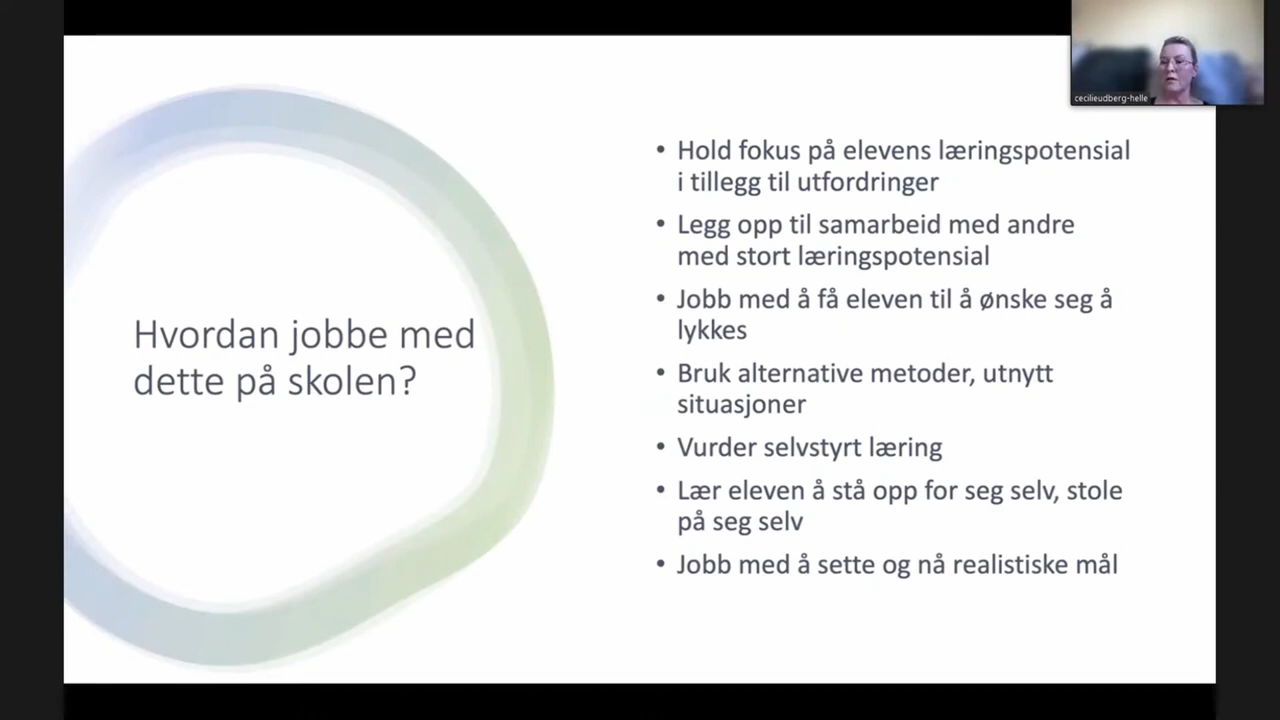 cecilieudberg-helle
Hvordan jobbe med
dette på skolen?
• Hold fokus på elevens læringspotensial
i tillegg til utfordringer
• Legg opp til samarbeid med andre
med stort læringspotensial
• Jobb med å få eleven til å ønske seg å
lykkes
• Bruk alternative metoder, utnytt
situasjoner
• Vurder selvstyrt læring
• Lær eleven å stå opp for seg selv, stole
på seg selv
• Jobb med å sette og nå realistiske mål